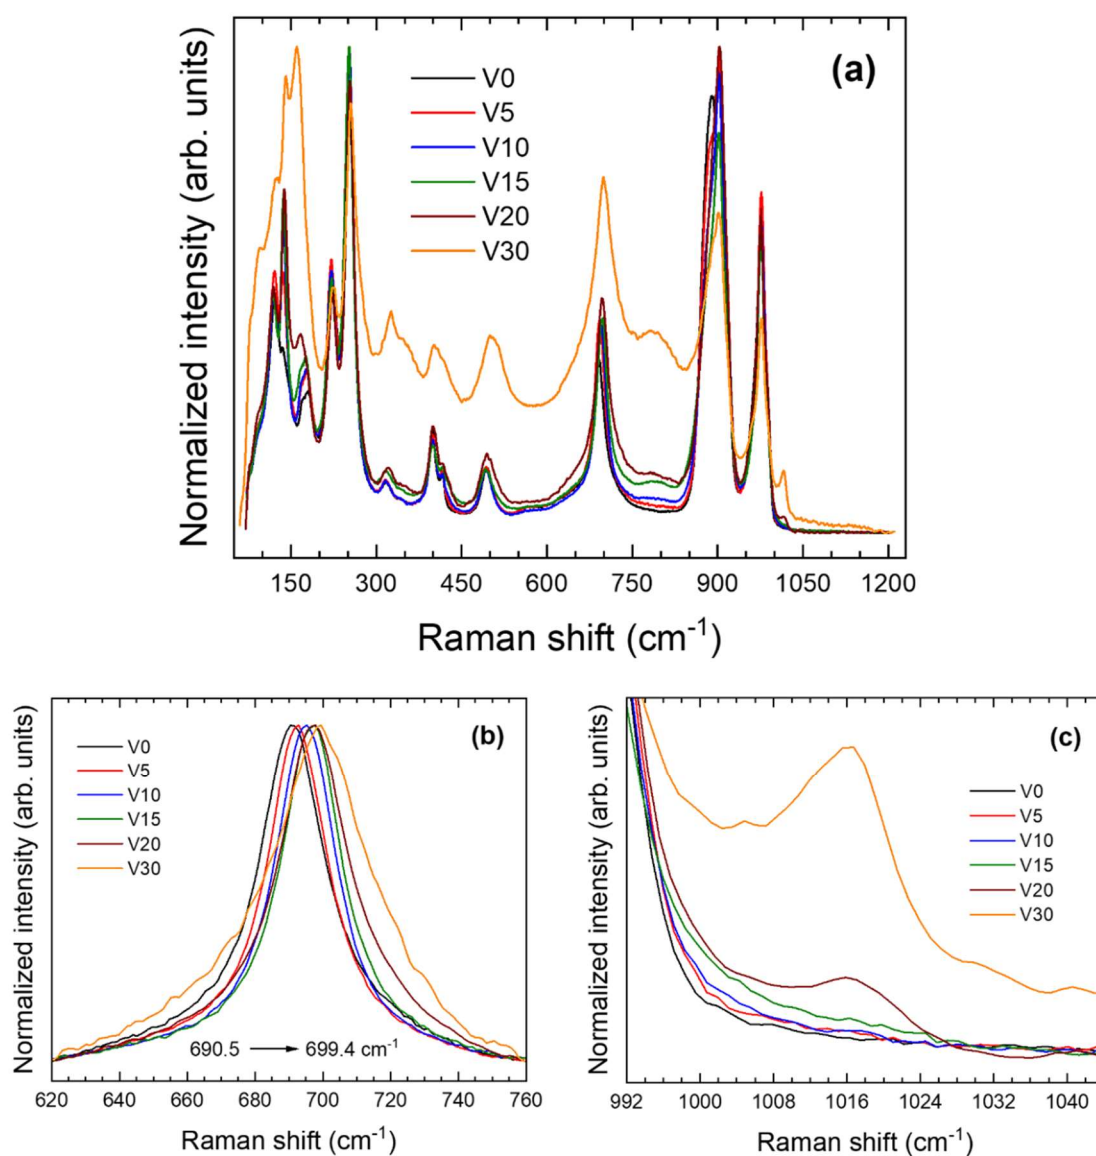 (a)
V0
V5
V10
V15
V20
V30
Normalized intensity (arb. units)
150 300 450 600 750 900 1050 1200
Raman shift (cm⁻¹)
(b)
V0
V5
V10
V15
V20
V30
690.5 → 699.4 cm⁻¹
Normalized intensity (arb. units)
620 640 660 680 700 720 740 760
Raman shift (cm⁻¹)
(c)
V0
V5
V10
V15
V20
V30
Normalized intensity (arb. units)
992 1000 1008 1016 1024 1032 1040
Raman shift (cm⁻¹)